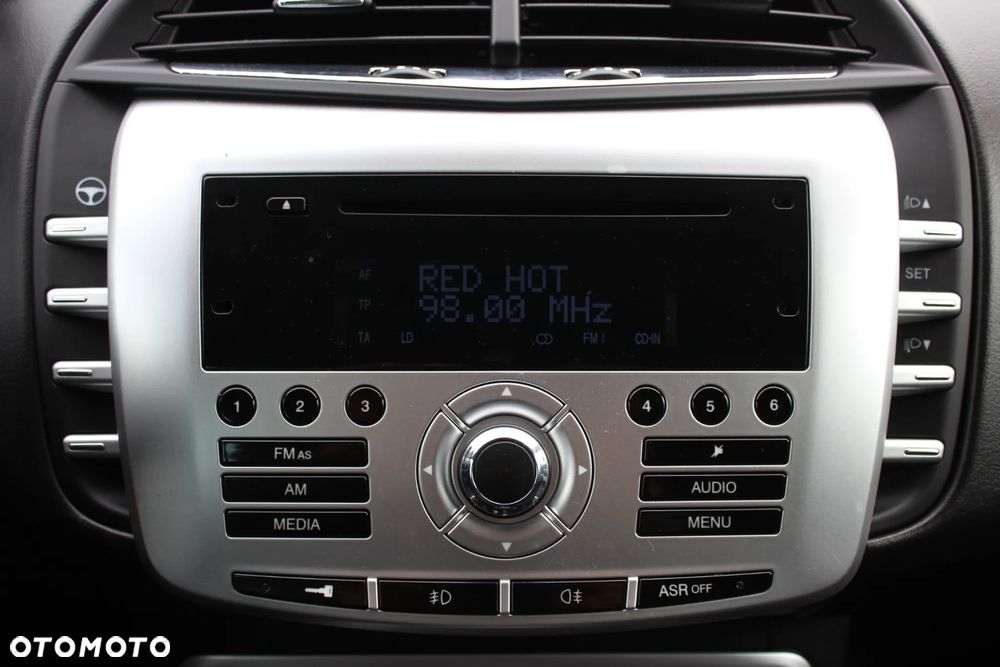 RED HOT
AF
98.00 MHz
TP
TA LD FM CD-IN
SET
1 2 3 4 5 6
FM AS
AM
AUDIO
MEDIA
MENU
ASR OFF
OTOMOTO